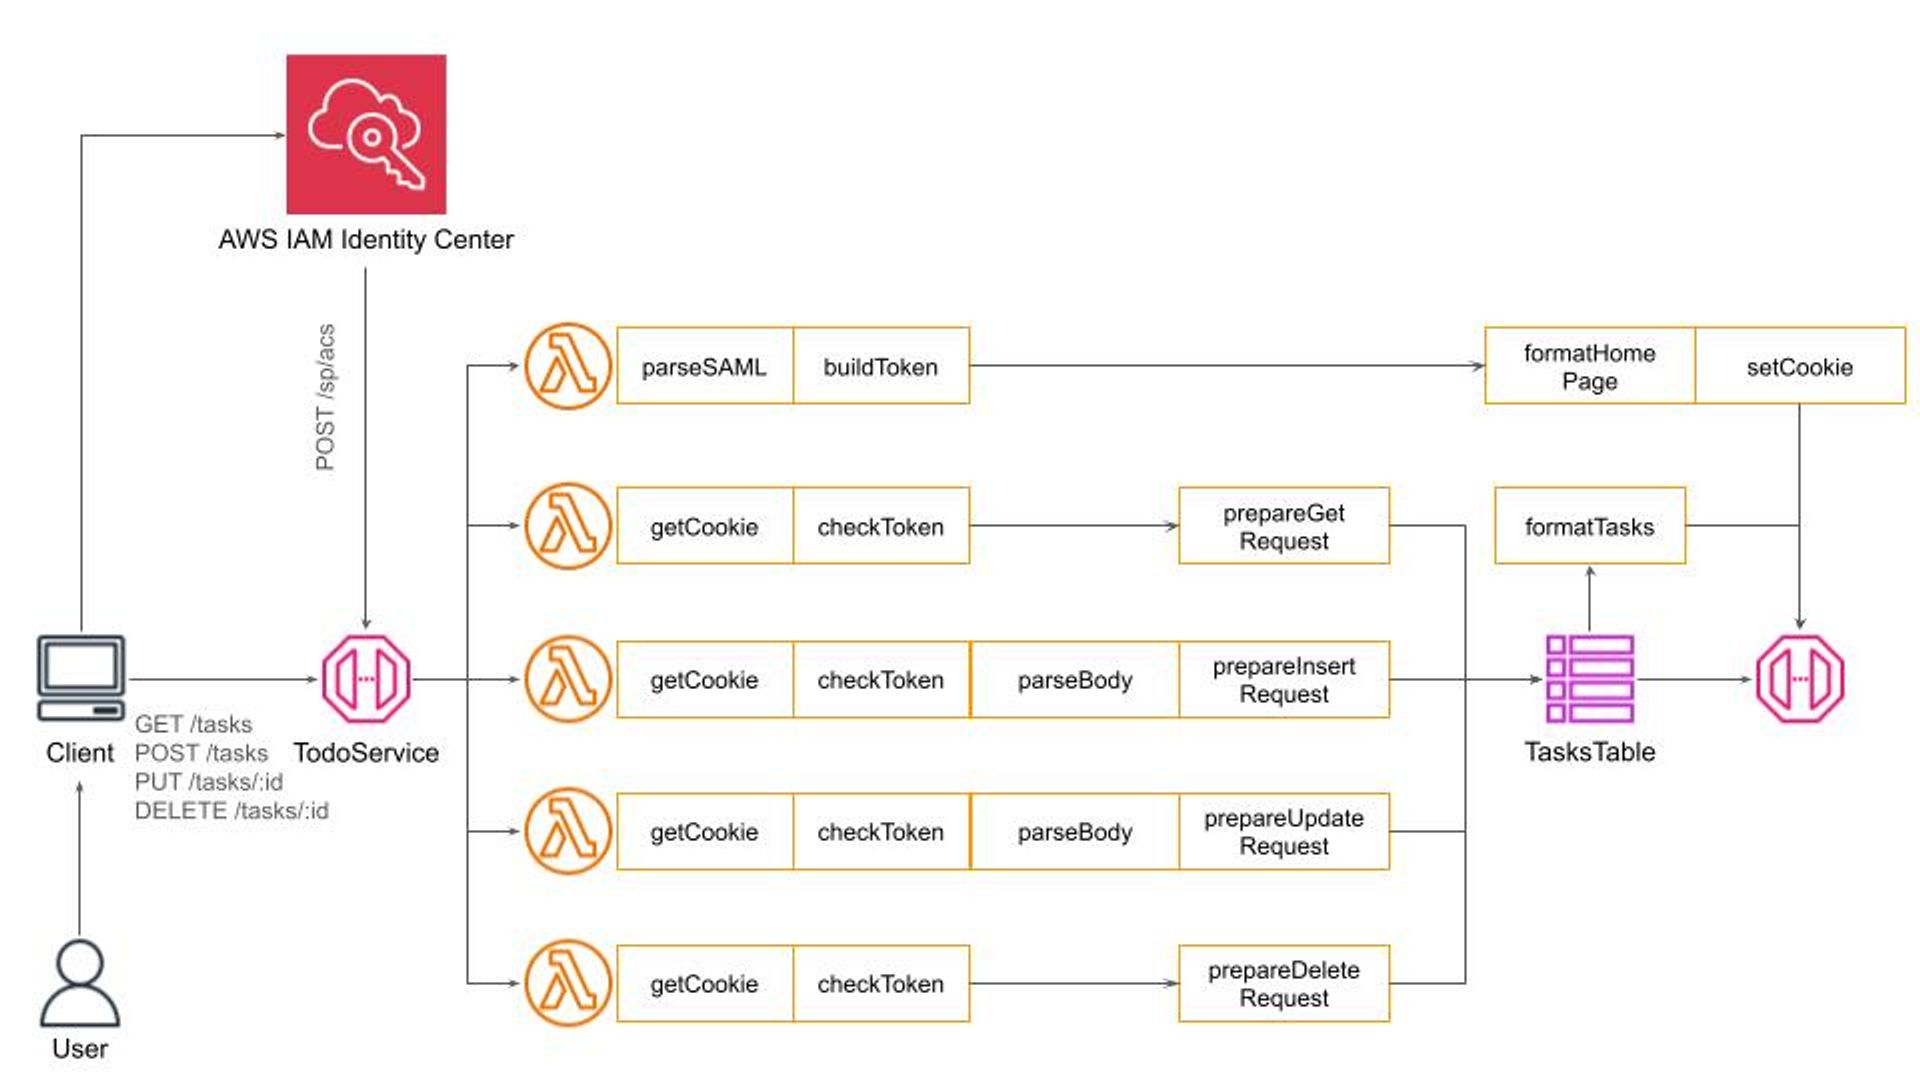 AWS IAM Identity Center
POST /sp/acs
parseSAML
buildToken
formatHome
Page
setCookie
getCookie
checkToken
prepareGet
Request
formatTasks
getCookie
checkToken
parseBody
prepareInsert
Request
Client
GET /tasks
POST /tasks
PUT /tasks/:id
DELETE /tasks/:id
TodoService
TasksTable
getCookie
checkToken
parseBody
prepareUpdate
Request
getCookie
checkToken
prepareDelete
Request
User